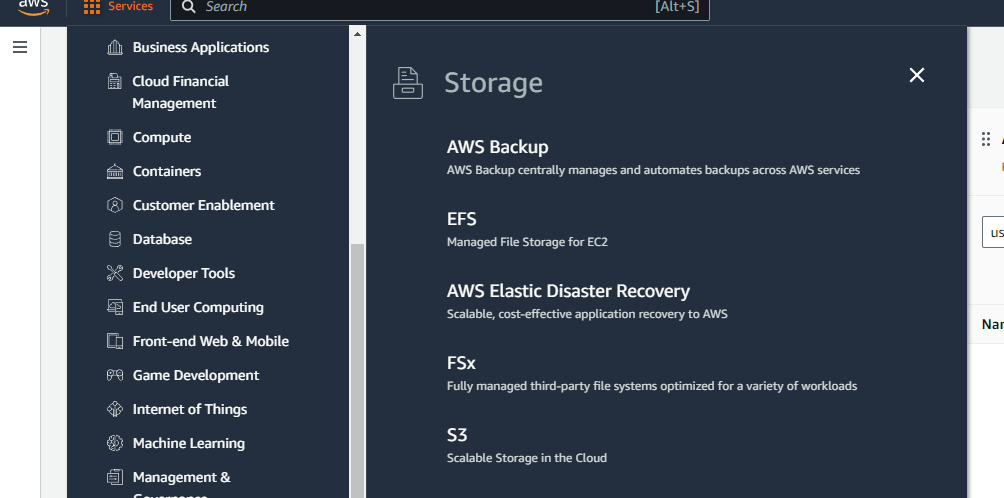 aws
Services
Search
[Alt+S]
Business Applications
Cloud Financial
Management
Compute
Containers
Customer Enablement
Database
Developer Tools
End User Computing
Front-end Web & Mobile
Game Development
Internet of Things
Machine Learning
Management &
Governance
Storage
AWS Backup
AWS Backup centrally manages and automates backups across AWS services
EFS
Managed File Storage for EC2
AWS Elastic Disaster Recovery
Scalable, cost-effective application recovery to AWS
FSx
Fully managed third-party file systems optimized for a variety of workloads
S3
Scalable Storage in the Cloud
us